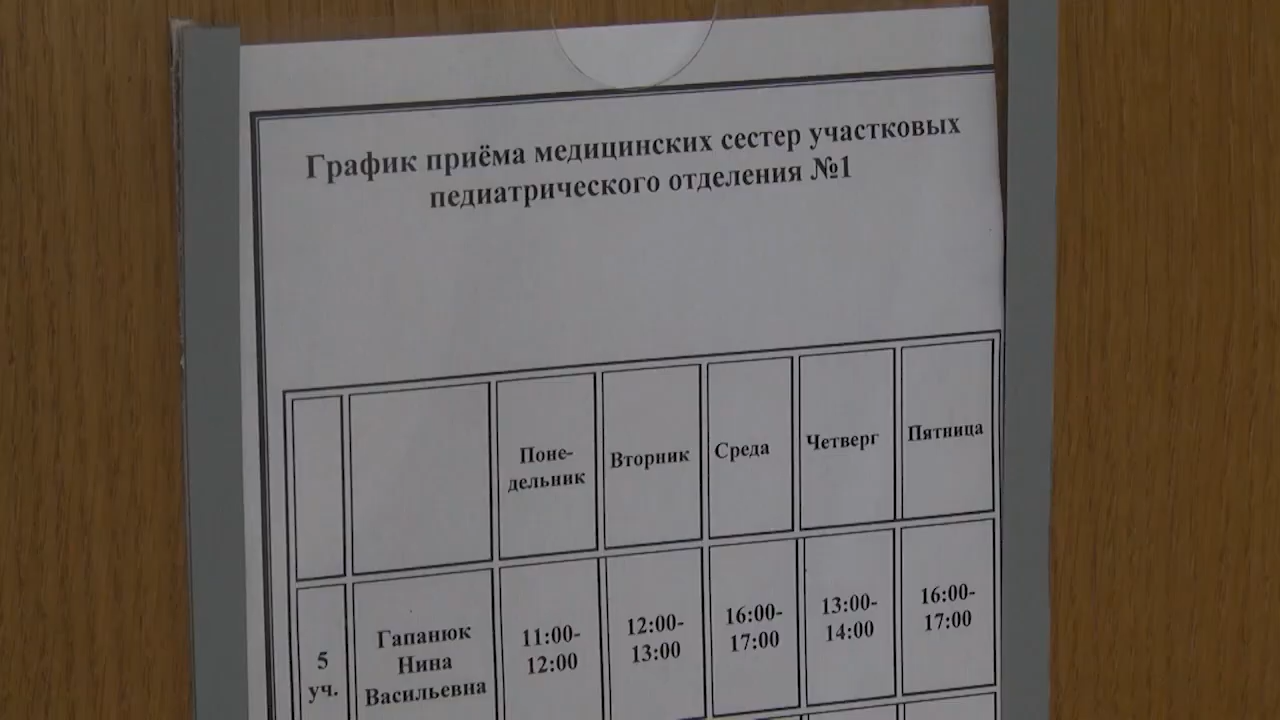 График приёма медицинских сестер участковых
педиатрического отделения №1
Поне-
дельник
Вторник
Среда
Четверг
Пятница
5
уч.
Гапанюк
Нина
Васильевна
11:00-
12:00
12:00-
13:00
16:00-
17:00
13:00-
14:00
16:00-
17:00